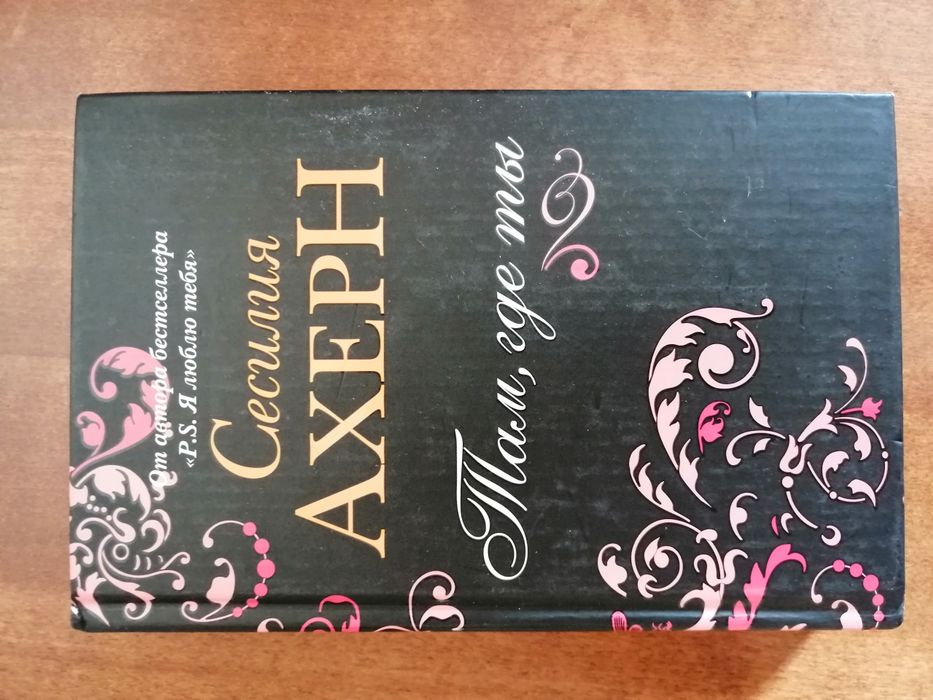 От автора бестселлера
«P.S. Я люблю тебя»
Сесилия
АХЕРН
Там, где ты